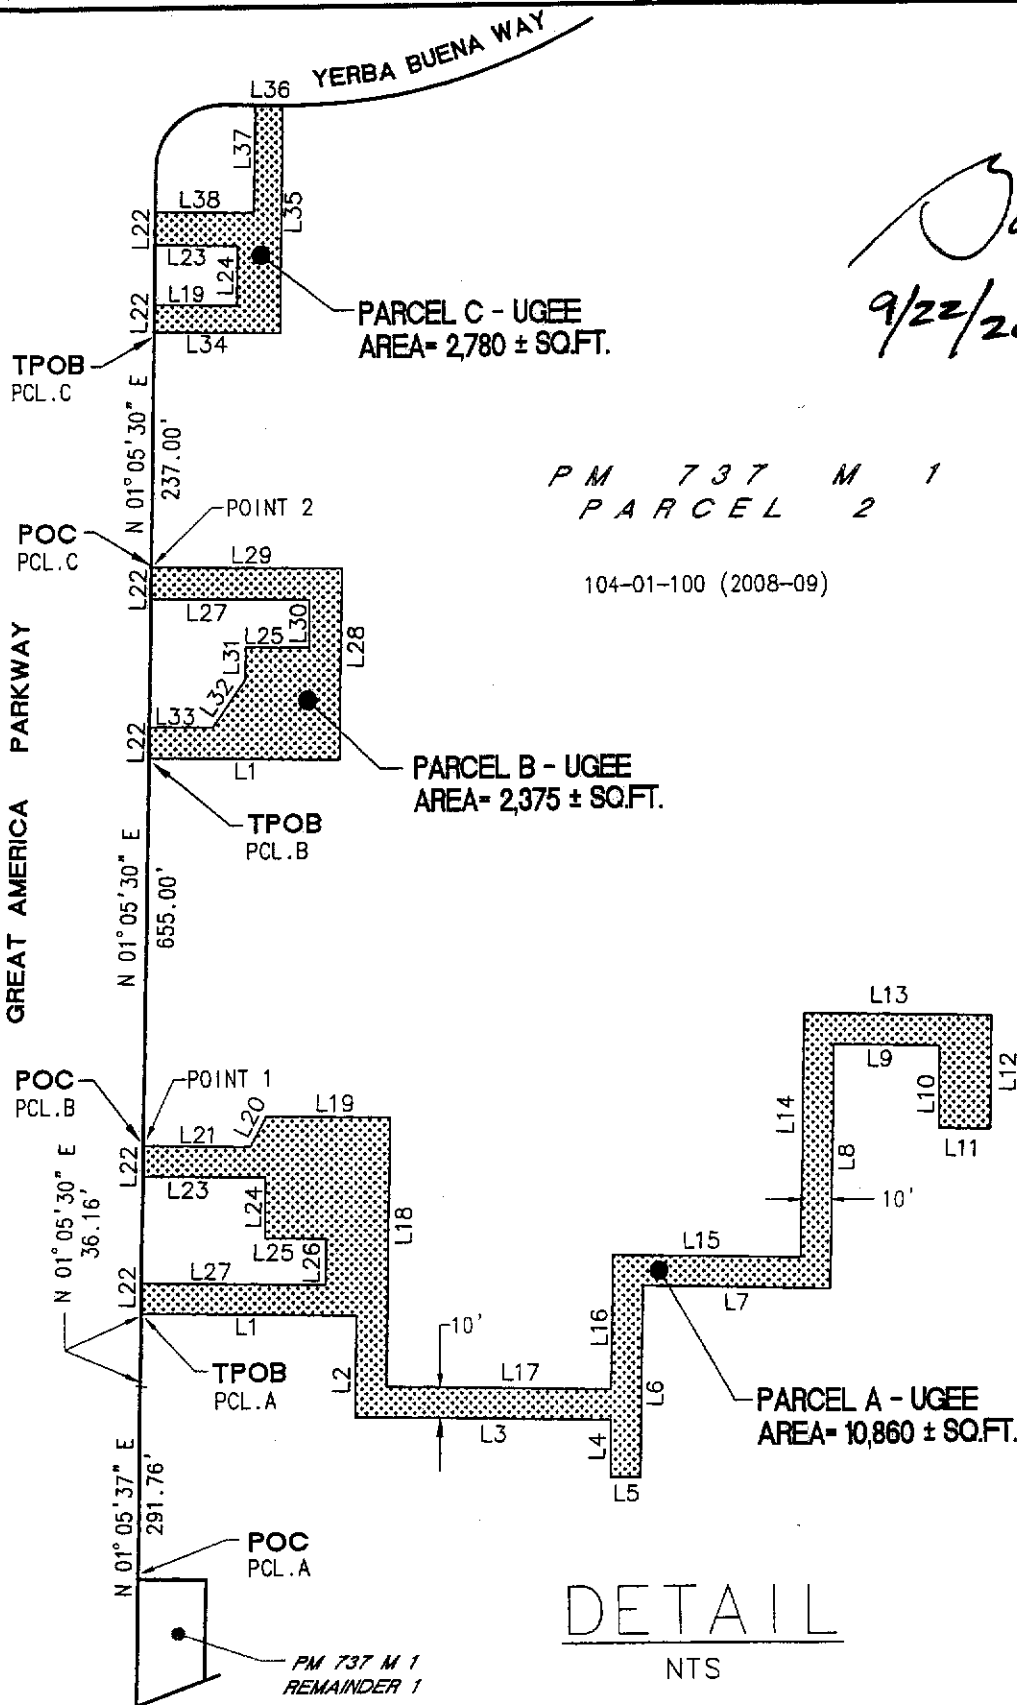 YERBA BUENA WAY
L36
L37
L38
L35
L22
L23
L24
L19
L22
L34
PARCEL C - UGEE
AREA= 2,780 ± SQ.FT.
9/22/20
TPOB
PCL.C
N 01°05'30" E
237.00'
PM 737 M 1
PARCEL 2
104-01-100 (2008-09)
POINT 2
POC
PCL.C
L29
L22
L27
L30
L25
L31
L28
L32
L33
L22
L1
PARCEL B - UGEE
AREA= 2,375 ± SQ.FT.
TPOB
PCL.B
GREAT AMERICA PARKWAY
N 01°05'30" E
655.00'
L13
L9
L10
L12
L11
L14
L8
10'
POC
PCL.B
POINT 1
L20
L19
L21
L22
L23
L24
L18
L25
L26
L27
L22
L1
N 01°05'30" E
36.16'
L15
L7
L16
L6
TPOB
PCL.A
L2
10'
L17
L3
L4
L5
PARCEL A - UGEE
AREA= 10,860 ± SQ.FT.
N 01°05'37" E
291.76'
POC
PCL.A
PM 737 M 1
REMAINDER 1
DETAIL
NTS